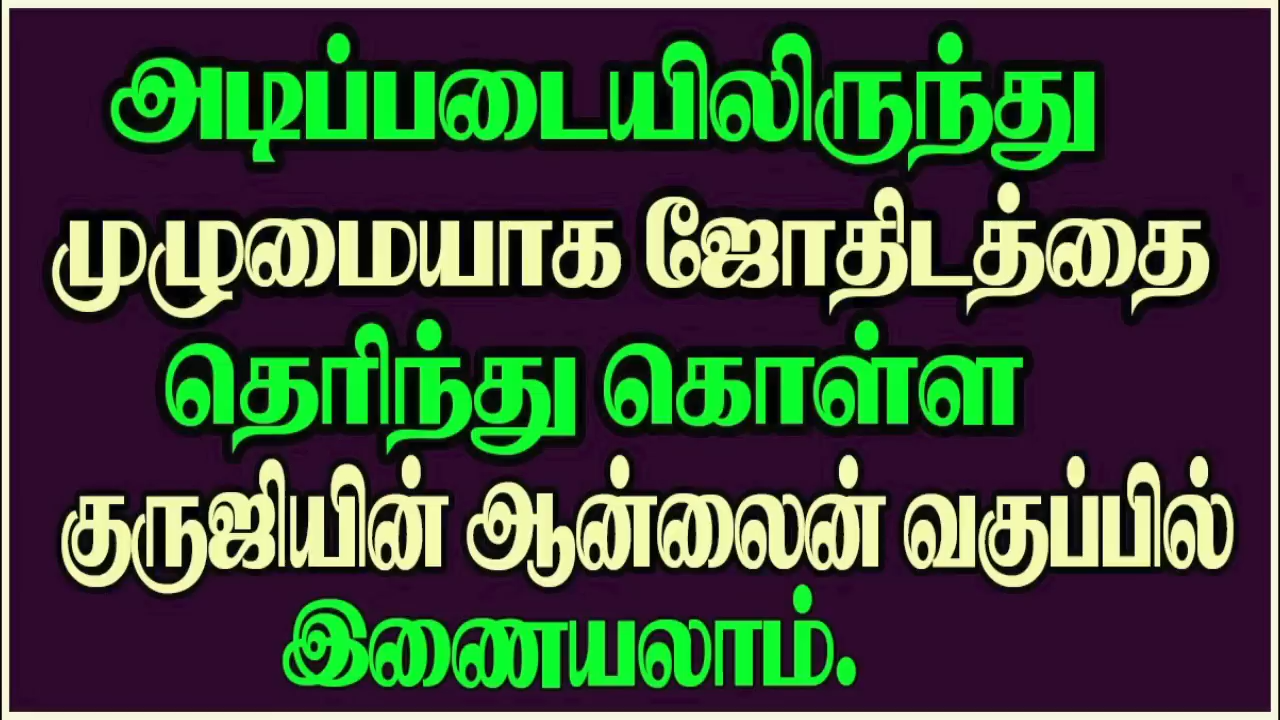 அடிப்படையிலிருந்து
முழுமையாக ஜோதிடத்தை
தெரிந்து கொள்ள
குருஜியின் ஆன்லைன் வகுப்பில்
இணையலாம்.